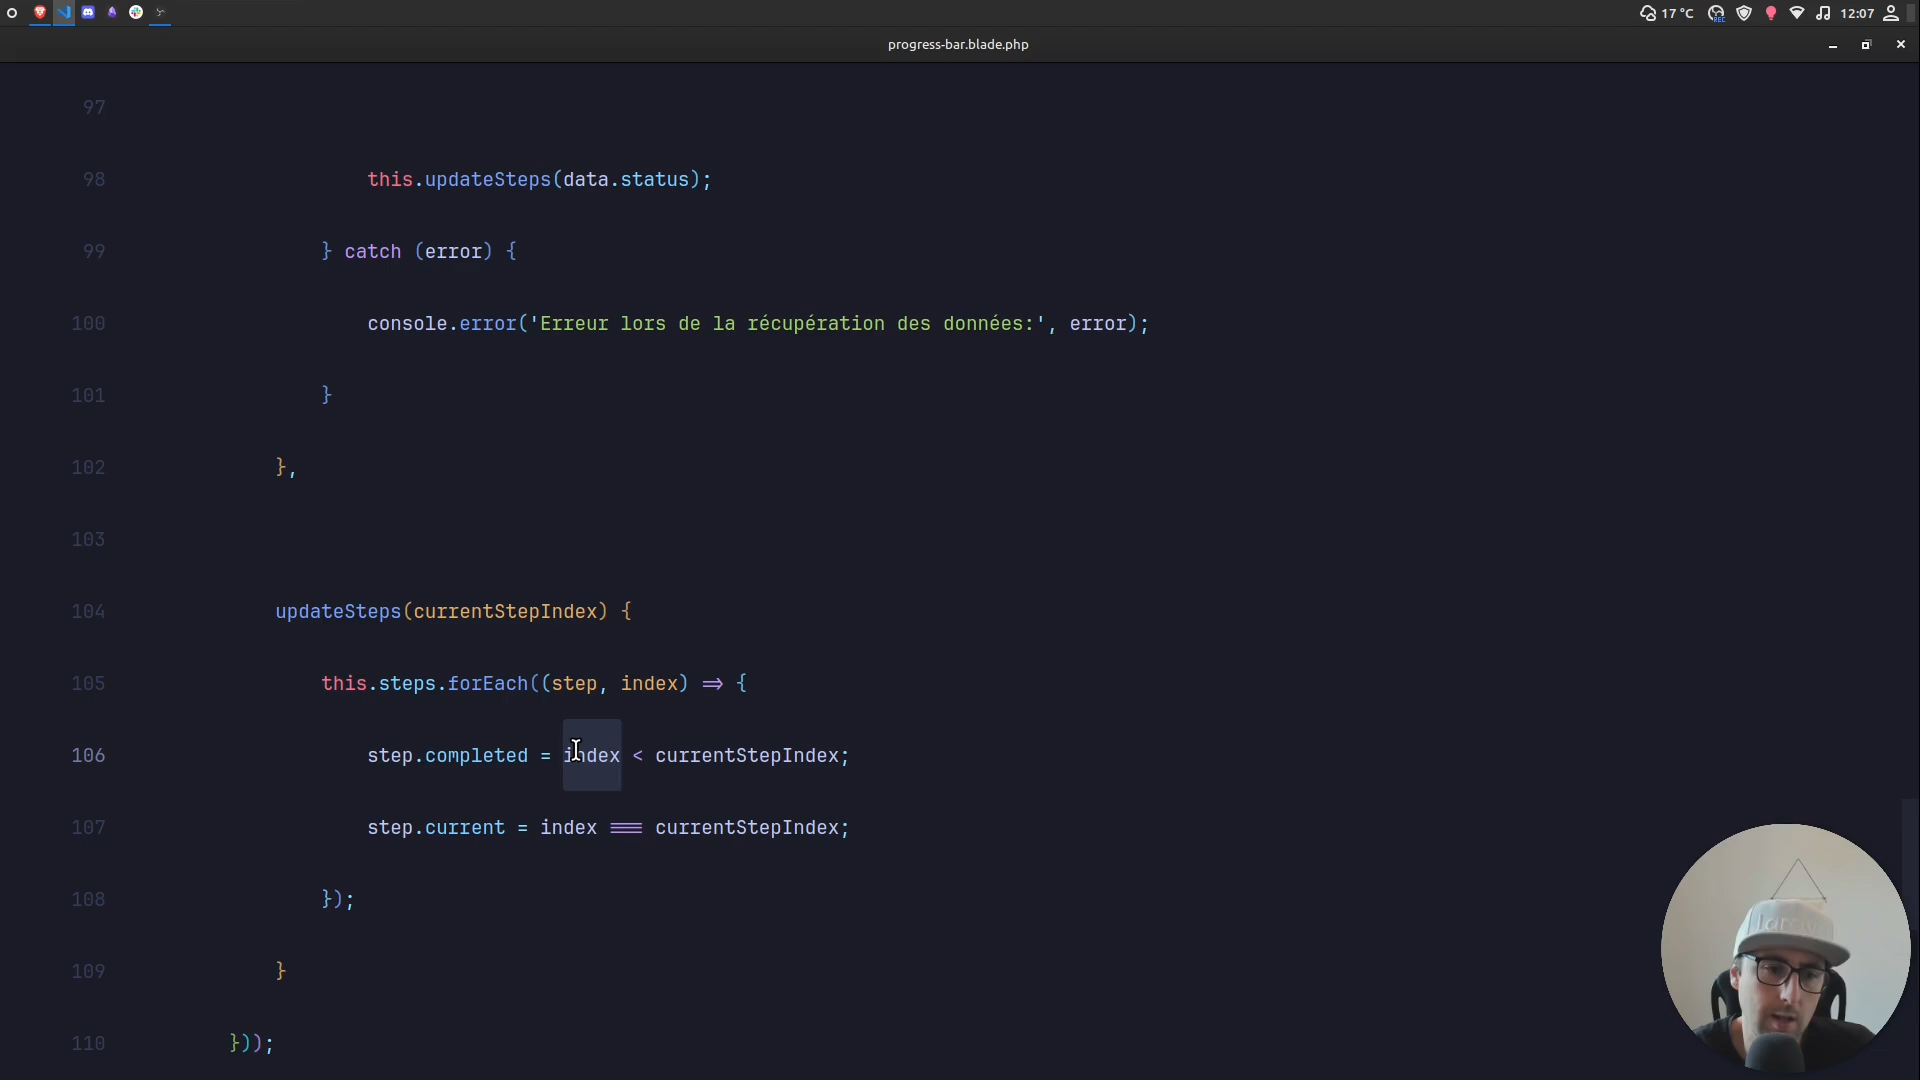 17 °C
REC
12:07
progress-bar.blade.php
97
98 this.updateSteps(data.status);
99 } catch (error) {
100 console.error('Erreur lors de la récupération des données:', error);
101 }
102 },
103
104 updateSteps(currentStepIndex) {
105 this.steps.forEach((step, index) => {
106 step.completed = index < currentStepIndex;
107 step.current = index === currentStepIndex;
108 });
109 }
110 }));